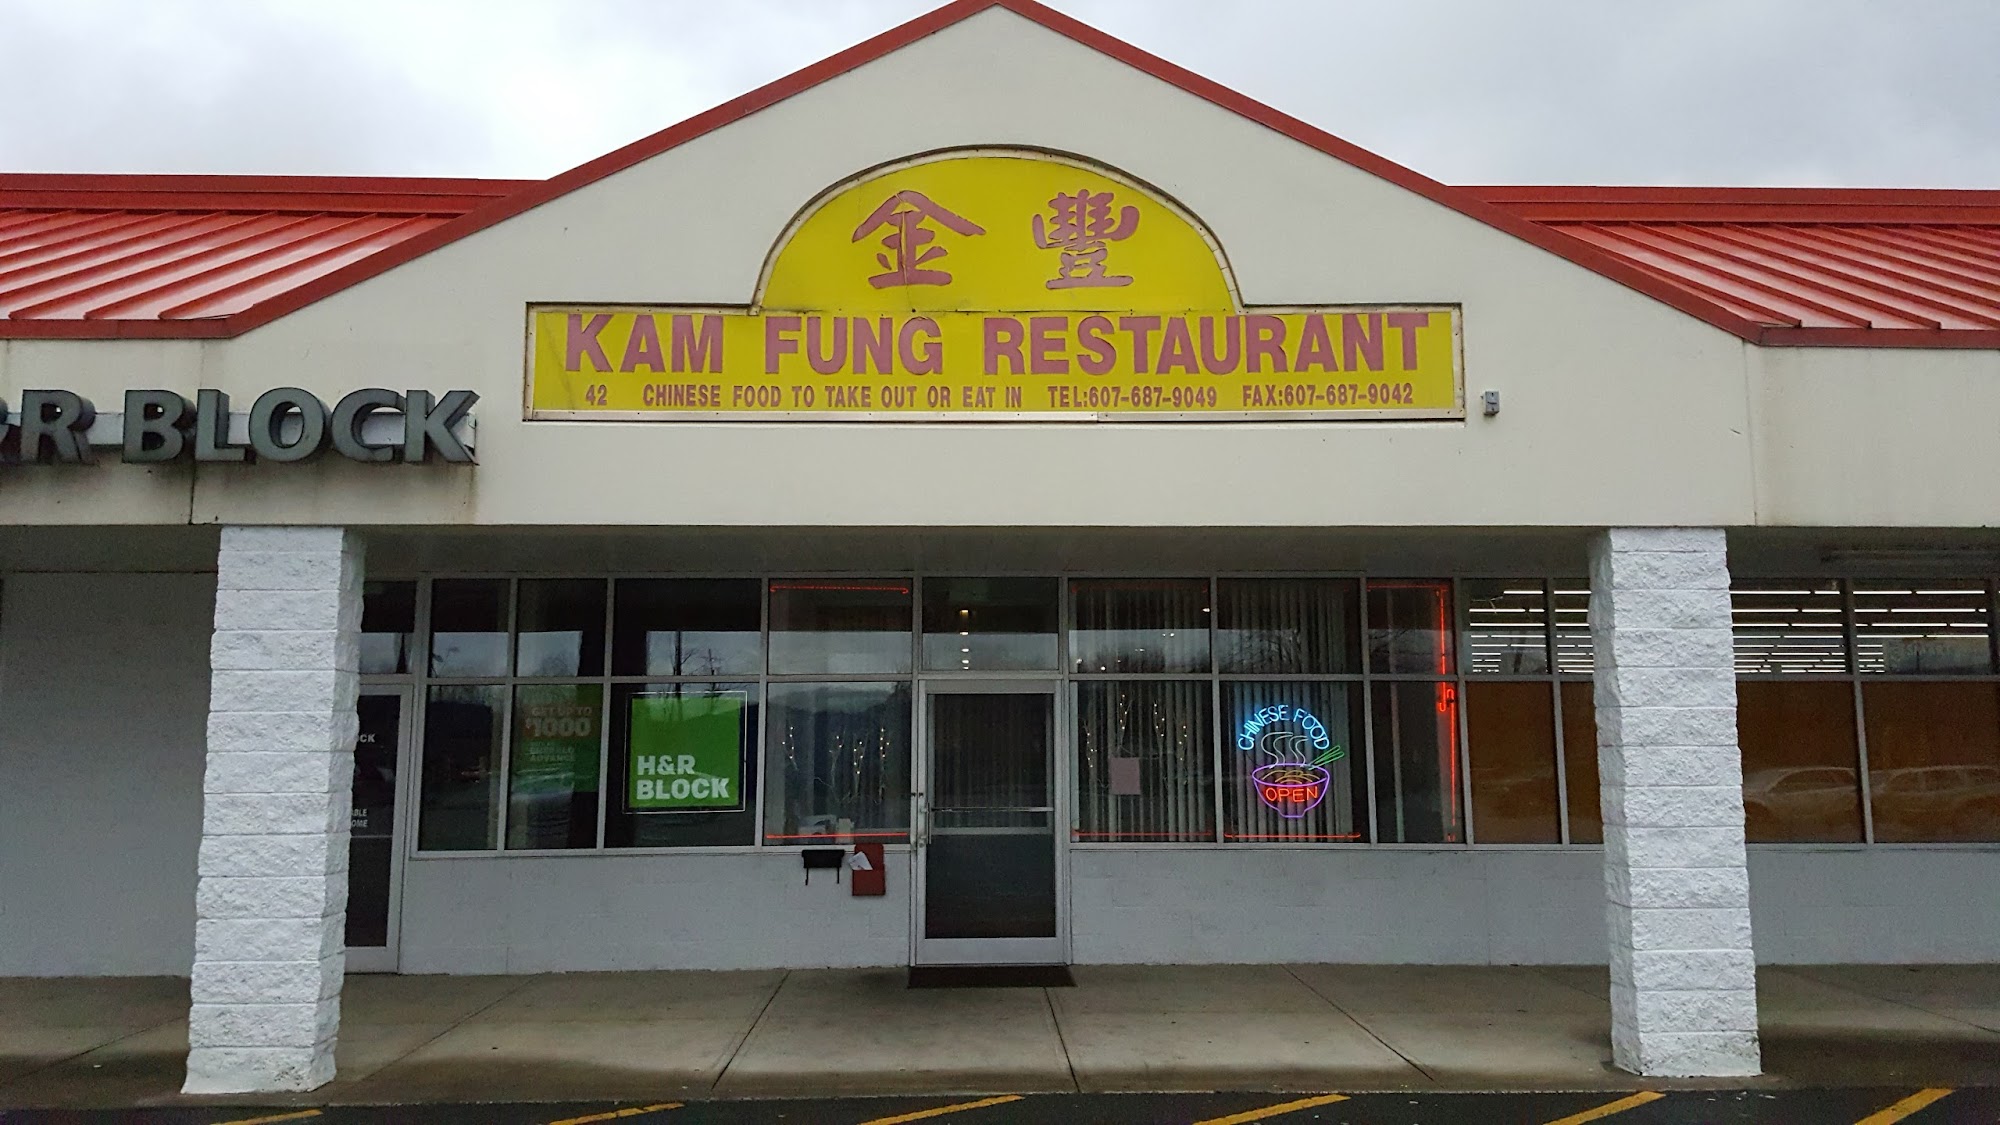 金豐
KAM FUNG RESTAURANT
42 CHINESE FOOD TO TAKE OUT OR EAT IN TEL:607-687-9049 FAX:607-687-9042
R BLOCK
GET UP TO
$1000
ADVANCE
H&R
BLOCK
CHINESE FOOD
OPEN